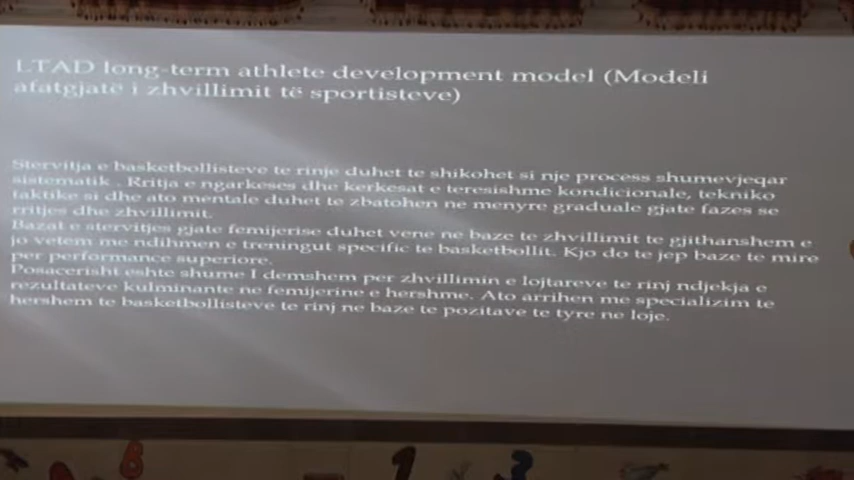 LTAD long-term athlete development model (Modeli
afatgjatë i zhvillimit të sportisteve)
Stervitja e basketbollisteve te rinje duhet te shikohet si nje process shumevjeqar
sistematik . Rritja e ngarkeses dhe kerkesat e teresishme kondicionale, tekniko
taktike si dhe ato mentale duhet te zbatohen ne menyre graduale gjate fazes se
rritjes dhe zhvillimit.
Bazat e stervitjes gjate femijerise duhet vene ne baze te zhvillimit te gjithanshem e
jo vetem me ndihmen e treningut specific te basketbollit. Kjo do te jep baze te mire
per performance superiore.
Posacerisht eshte shume I demshem per zhvillimin e lojtareve te rinj ndjekja e
rezultateve kulminante ne femijerine e hershme. Ato arrihen me specializim te
hershem te basketbollisteve te rinj ne baze te pozitave te tyre ne loje.
6 1 3